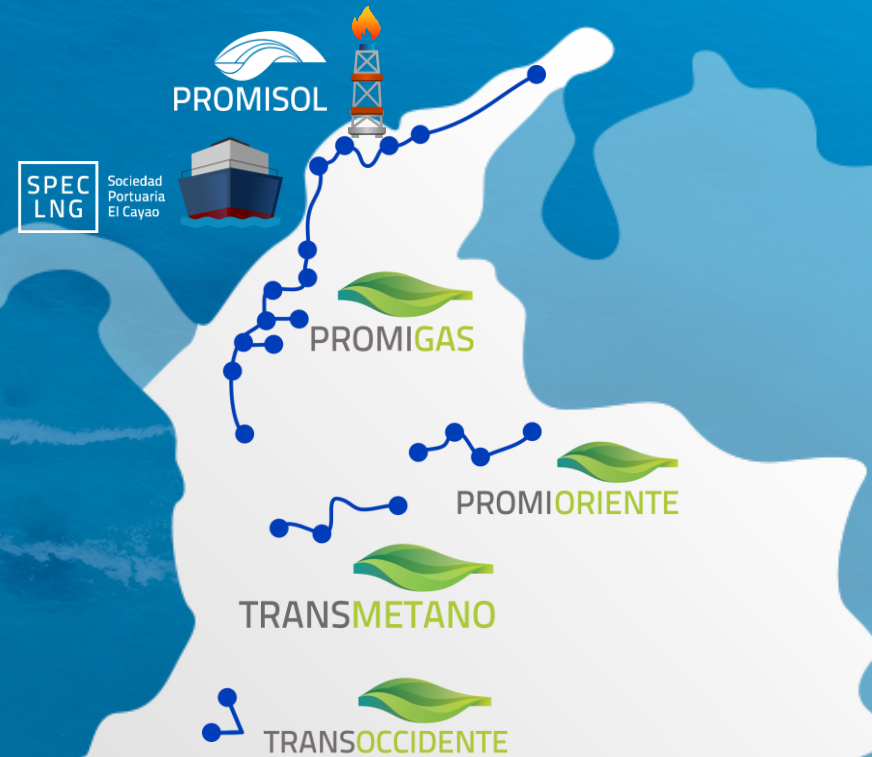 PROMISOL
SPEC
LNG
Sociedad
Portuaria
El Cayao
PROMIGAS
PROMIORIENTE
TRANSMETANO
TRANSOCCIDENTE